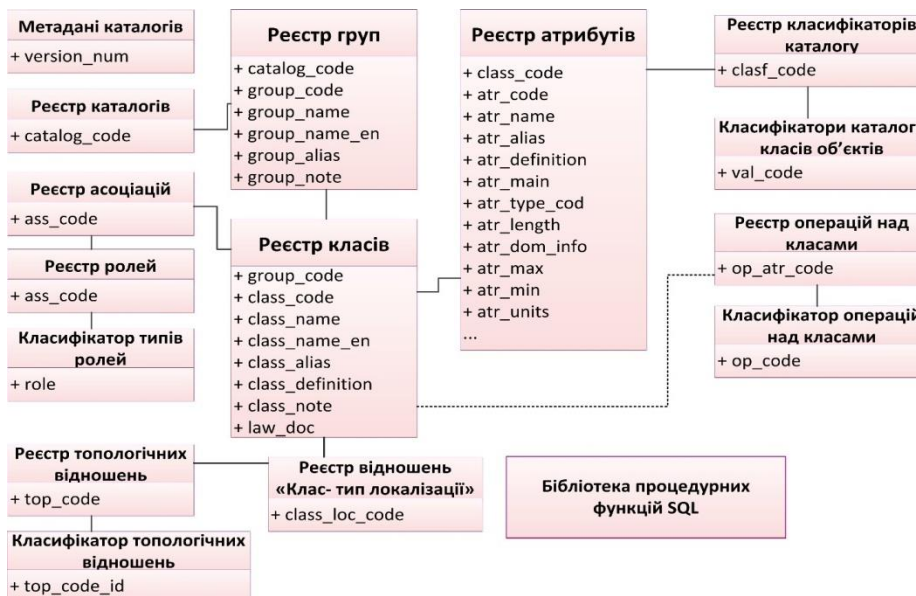 Метадані каталогів
+ version_num
Реєстр каталогів
+ catalog_code
Реєстр асоціацій
+ ass_code
Реєстр ролей
+ ass_code
Класифікатор типів
ролей
+ role
Реєстр топологічних
відношень
+ top_code
Класифікатор топологічних
відношень
+ top_code_id
Реєстр груп
+ catalog_code
+ group_code
+ group_name
+ group_name_en
+ group_alias
+ group_note
Реєстр класів
+ group_code
+ class_code
+ class_name
+ class_name_en
+ class_alias
+ class_definition
+ class_note
+ law_doc
Реєстр відношень
«Клас- тип локалізації»
+ class_loc_code
Реєстр атрибутів
+ class_code
+ atr_code
+ atr_name
+ atr_alias
+ atr_definition
+ atr_main
+ atr_type_cod
+ atr_length
+ atr_dom_info
+ atr_max
+ atr_min
+ atr_units
...
Реєстр класифікаторів
каталогу
+ clasf_code
Класифікатори каталог
класів об’єктів
+ val_code
Реєстр операцій над
класами
+ op_atr_code
Класифікатор операцій
над класами
+ op_code
Бібліотека процедурних
функцій SQL